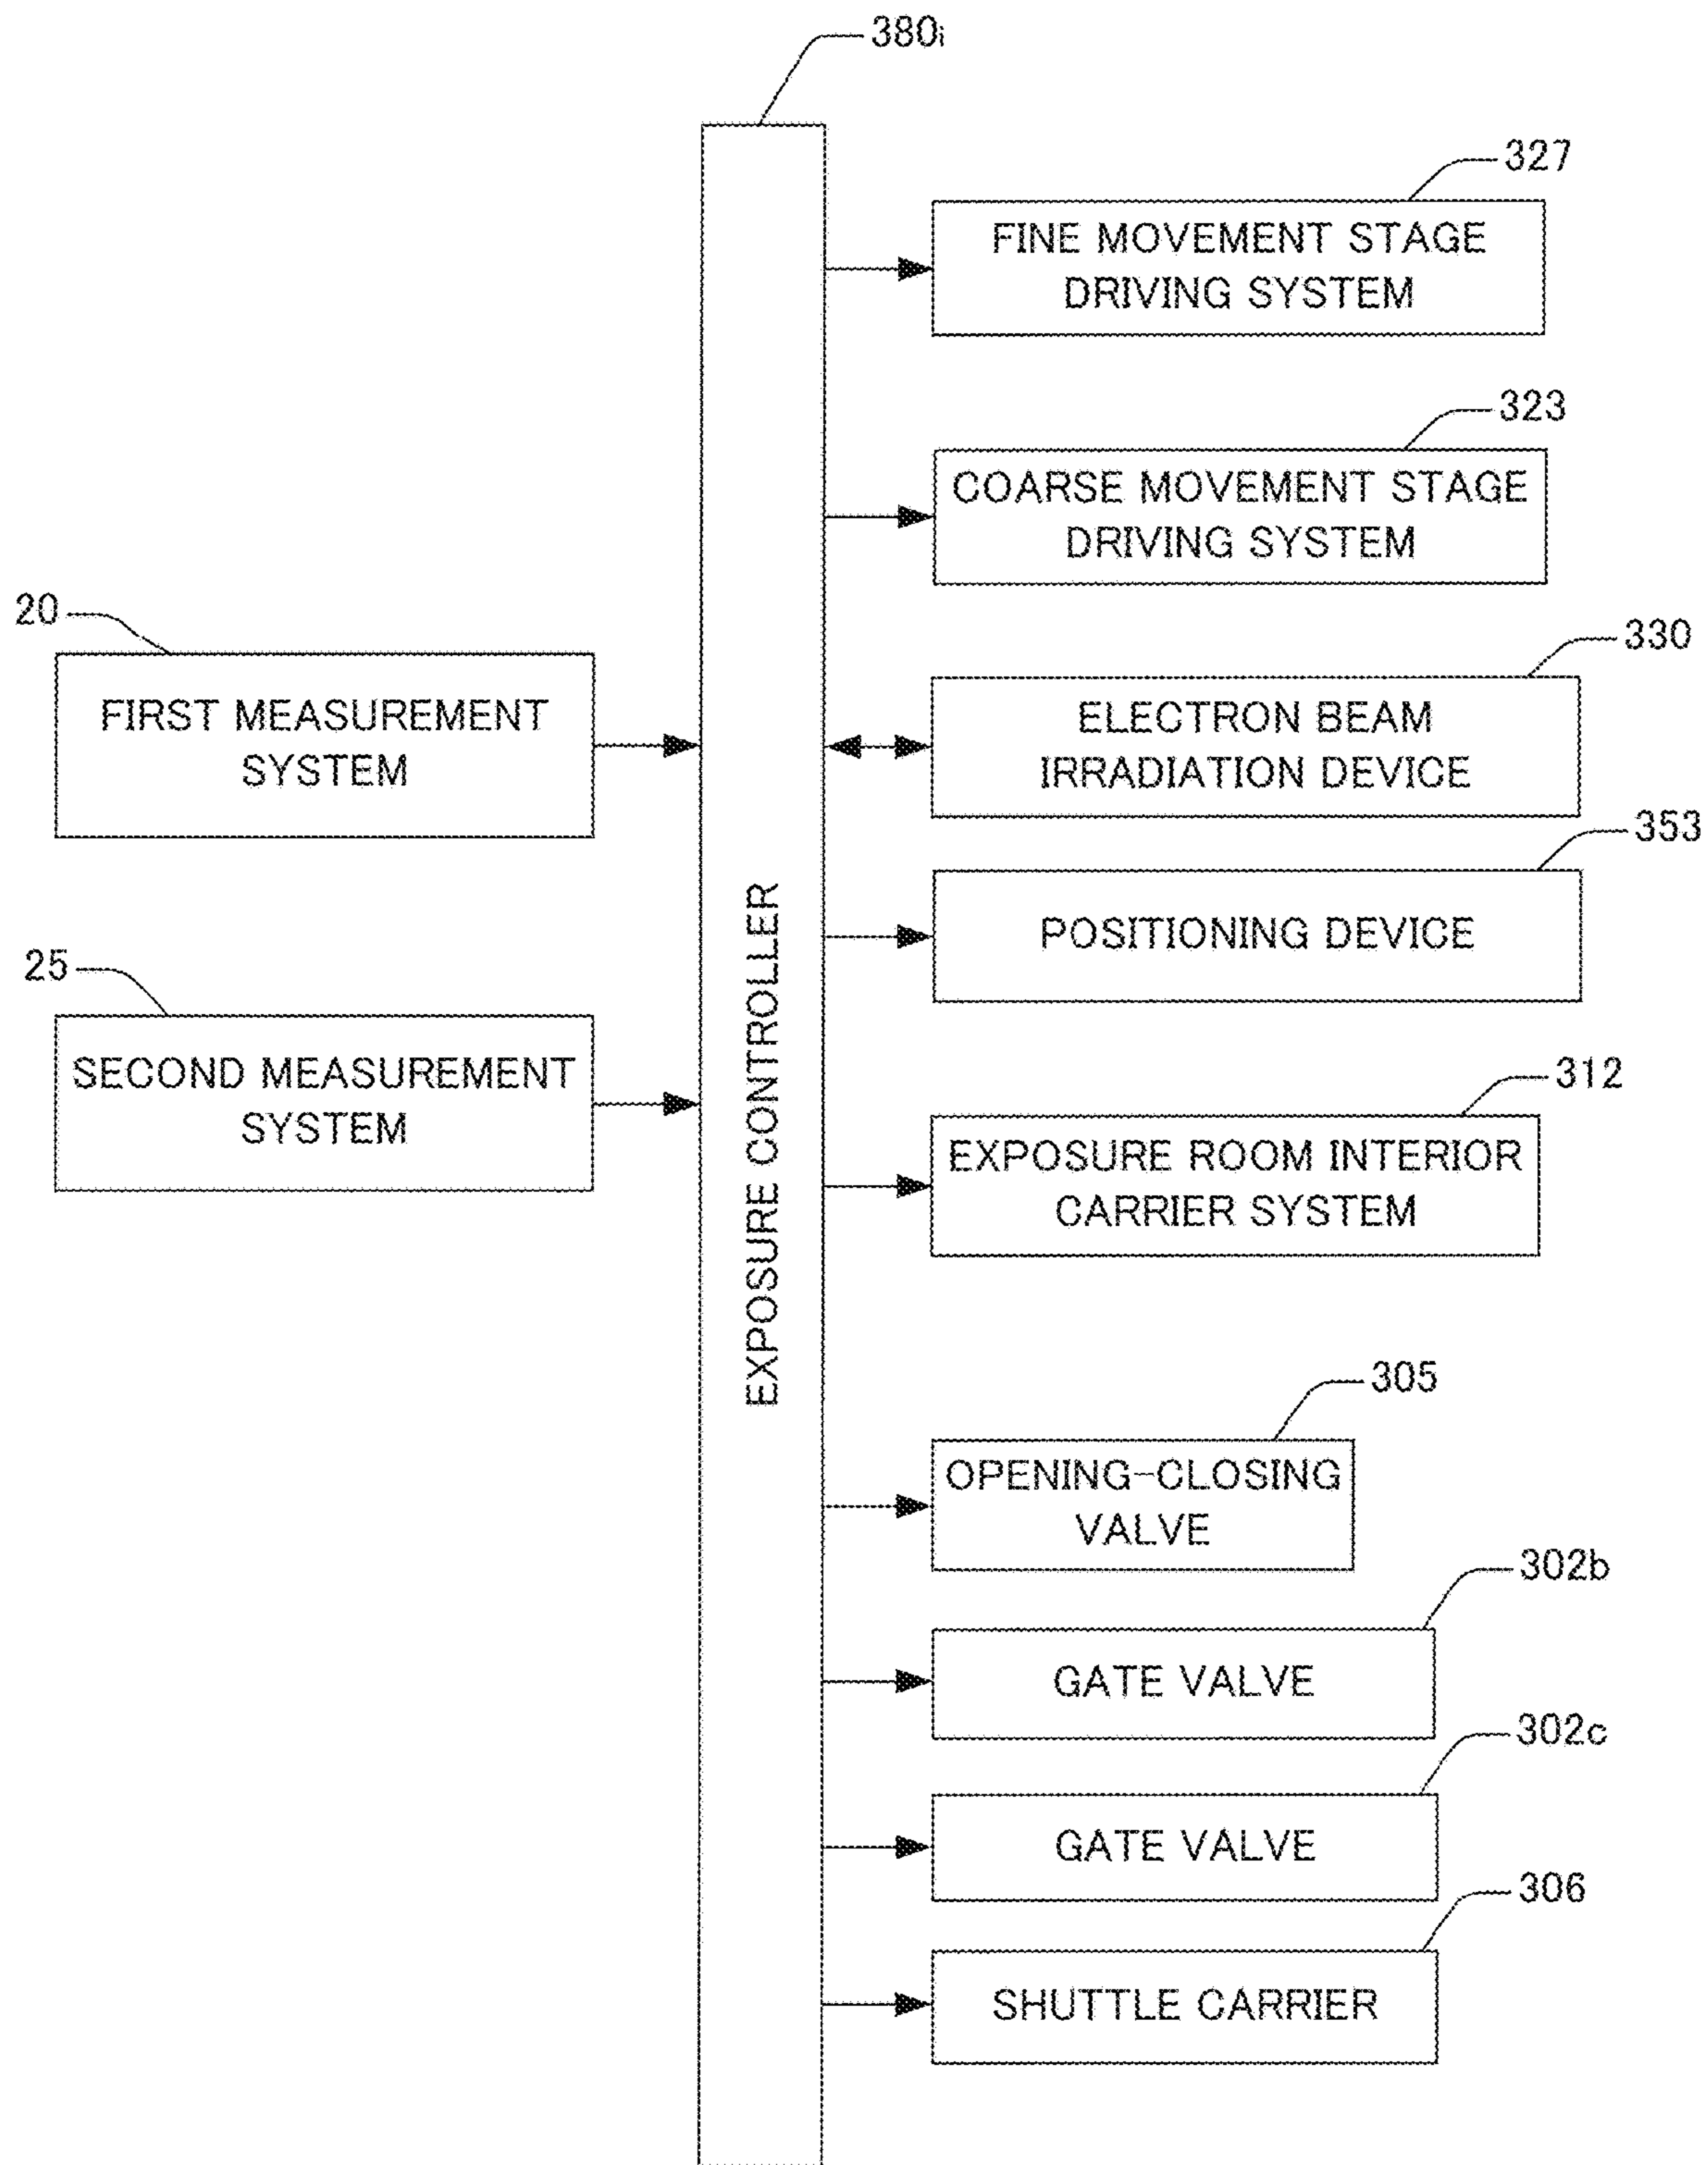 380i
327
FINE MOVEMENT STAGE
DRIVING SYSTEM
323
COARSE MOVEMENT STAGE
DRIVING SYSTEM
20
FIRST MEASUREMENT
SYSTEM
330
ELECTRON BEAM
IRRADIATION DEVICE
353
POSITIONING DEVICE
25
SECOND MEASUREMENT
SYSTEM
EXPOSURE CONTROLLER
312
EXPOSURE ROOM INTERIOR
CARRIER SYSTEM
305
OPENING-CLOSING
VALVE
302b
GATE VALVE
302c
GATE VALVE
306
SHUTTLE CARRIER